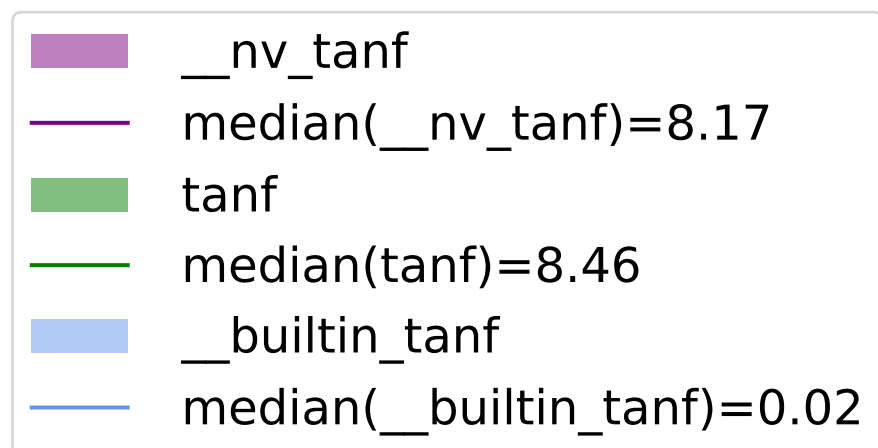 __nv_tanf
median(__nv_tanf)=8.17
tanf
median(tanf)=8.46
__builtin_tanf
median(__builtin_tanf)=0.02